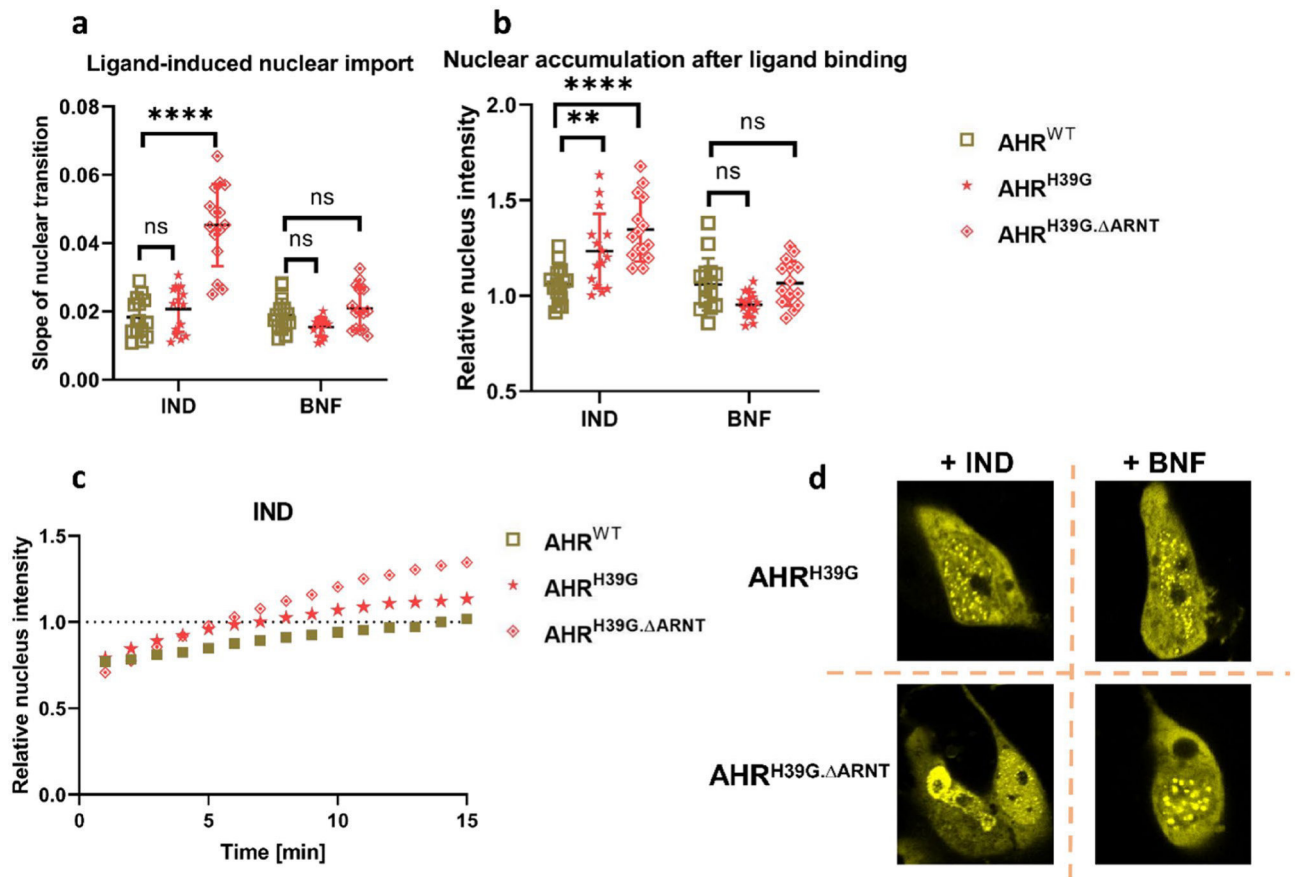 a
Ligand-induced nuclear import
Slope of nuclear transition
0.08
0.06
0.04
0.02
0.00
****
ns
ns
ns
IND
BNF
b
Nuclear accumulation after ligand binding
Relative nucleus intensity
2.0
1.5
1.0
0.5
****
**
ns
ns
IND
BNF
AHR^WT
AHR^H39G
AHR^H39G.ΔARNT
c
IND
Relative nucleus intensity
1.5
1.0
0.5
0.0
0
5
10
15
Time [min]
AHR^WT
AHR^H39G
AHR^H39G.ΔARNT
d
+ IND
+ BNF
AHR^H39G
AHR^H39G.ΔARNT